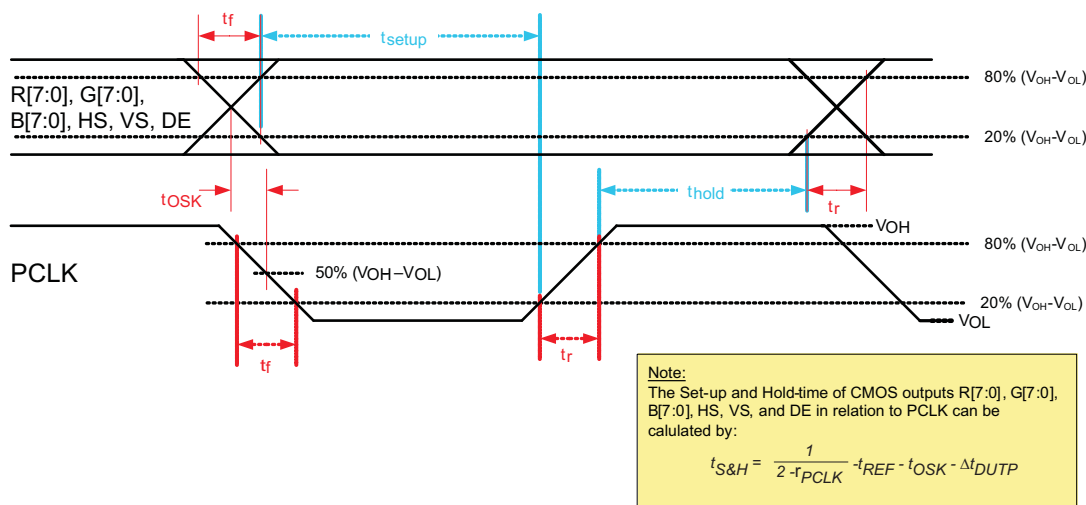 tf
tsetup
80% (VOH-VOL)
R[7:0], G[7:0],
B[7:0], HS, VS, DE
20% (VOH-VOL)
tOSK
thold
tr
VOH
80% (VOH-VOL)
PCLK
50% (VOH–VOL)
20% (VOH-VOL)
VOL
tf
tr
Note:
The Set-up and Hold-time of CMOS outputs R[7:0], G[7:0],
B[7:0], HS, VS, and DE in relation to PCLK can be
calulated by:
tS&H = 1 / 2 -rPCLK -tREF - tOSK - ΔtDUTP